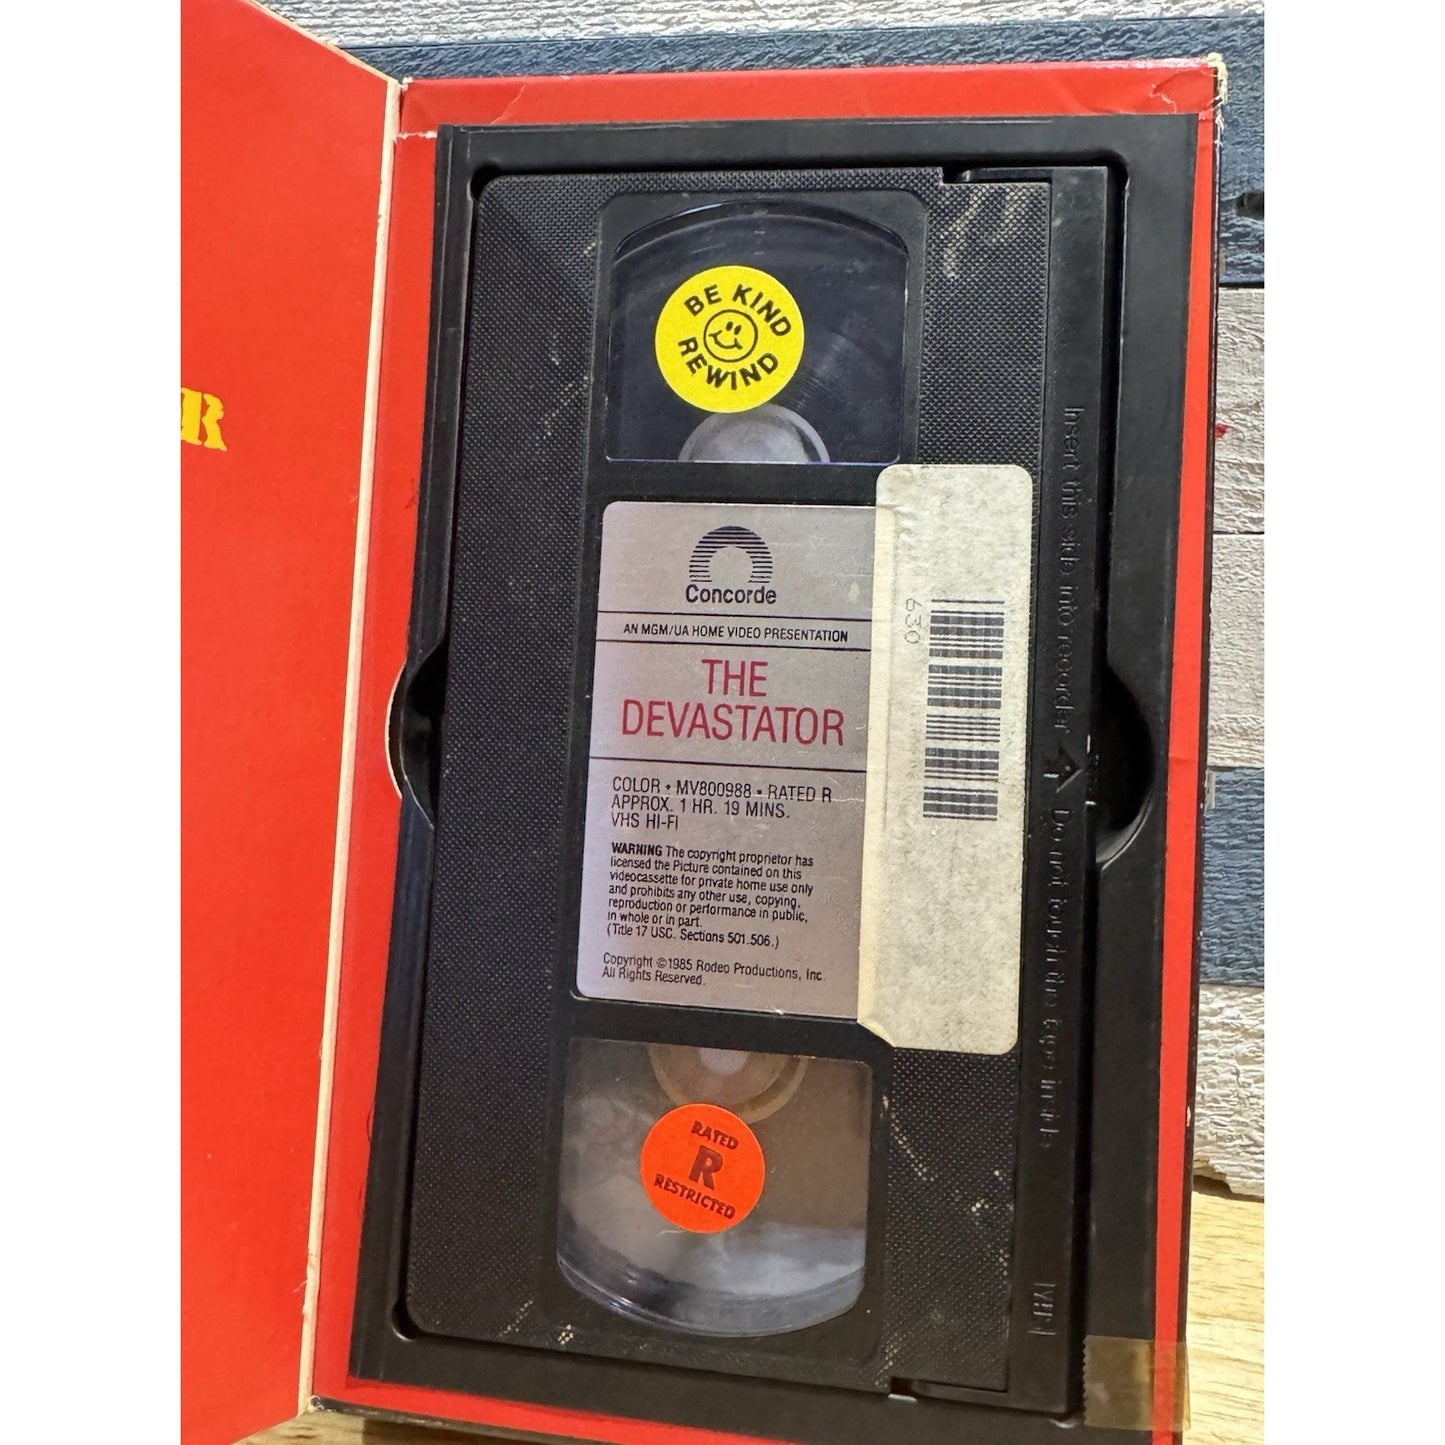 R
BE KIND
REWIND
Concorde
AN MGM/UA HOME VIDEO PRESENTATION
THE
DEVASTATOR
COLOR • MV800988 • RATED R
APPROX. 1 HR. 19 MINS.
VHS HI-FI
WARNING The copyright proprietor has
licensed the Picture contained on this
videocassette for private home use only
and prohibits any other use, copying,
reproduction or performance in public,
in whole or in part.
(Title 17 USC. Sections 501.506.)
Copyright ©1985 Rodeo Productions, Inc.
All Rights Reserved.
630
Insert this side into recorder
Do not touch the tape inside
VHS
RATED
R
RESTRICTED